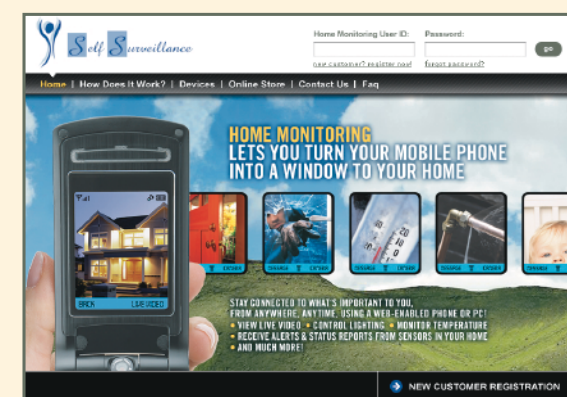 Self Surveillance
Home Monitoring User ID: Password:
go
new customer? register now! forgot password?
Home | How Does It Work? | Devices | Online Store | Contact Us | Faq
HOME MONITORING
LETS YOU TURN YOUR MOBILE PHONE
INTO A WINDOW TO YOUR HOME
BACK LIVE VIDEO
STAY CONNECTED TO WHAT'S IMPORTANT TO YOU,
FROM ANYWHERE, ANYTIME, USING A WEB-ENABLED PHONE OR PC!
• VIEW LIVE VIDEO • CONTROL LIGHTING • MONITOR TEMPERATURE
• RECEIVE ALERTS & STATUS REPORTS FROM SENSORS IN YOUR HOME
• AND MUCH MORE!
NEW CUSTOMER REGISTRATION